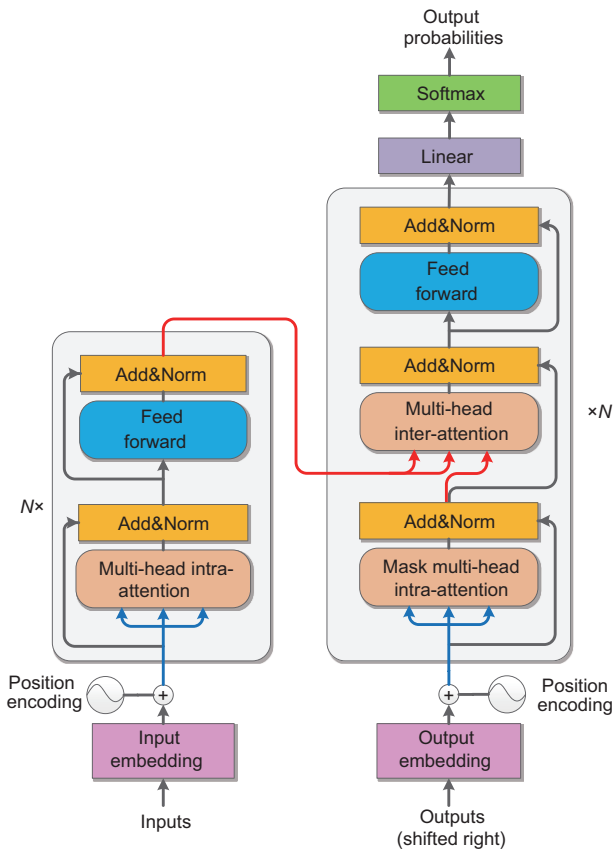 Output
probabilities
Softmax
Linear
Add&Norm
Feed
forward
Add&Norm
Multi-head
inter-attention
×N
Add&Norm
Mask multi-head
intra-attention
Add&Norm
Feed
forward
N×
Add&Norm
Multi-head intra-
attention
Position
encoding
+
Input
embedding
Inputs
+
Position
encoding
Output
embedding
Outputs
(shifted right)